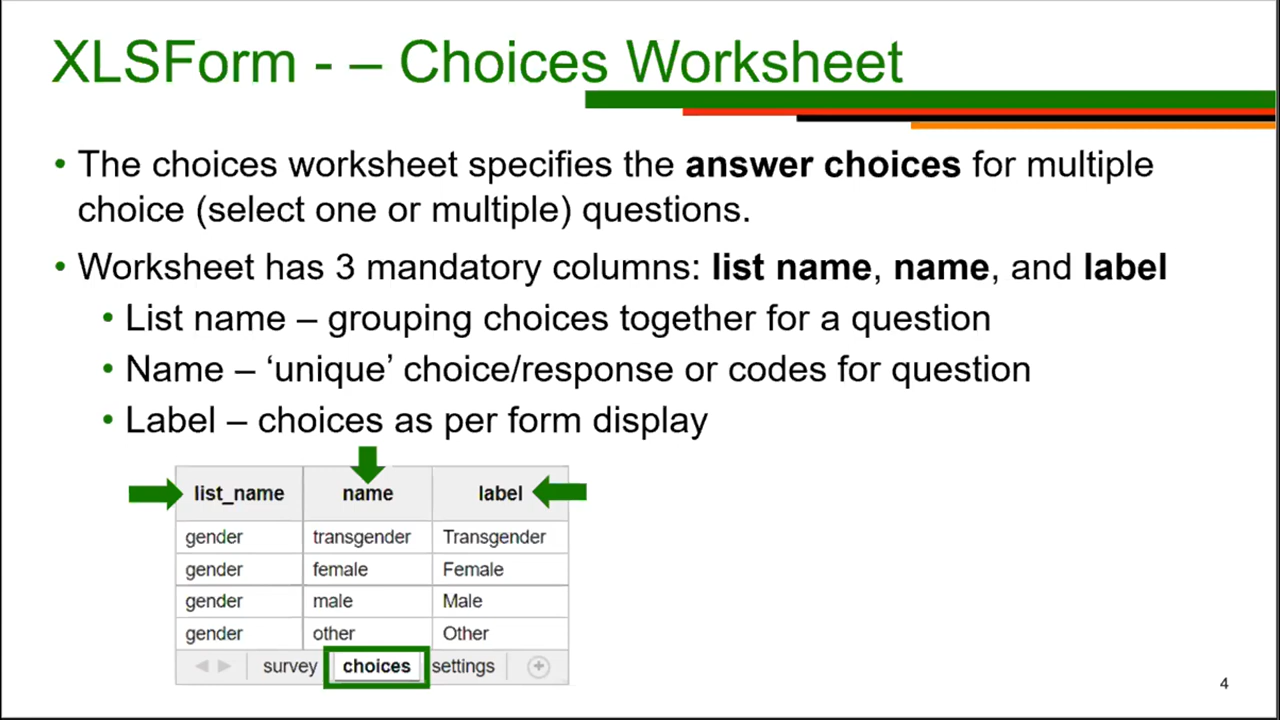 XLSForm - – Choices Worksheet
• The choices worksheet specifies the answer choices for multiple
choice (select one or multiple) questions.
• Worksheet has 3 mandatory columns: list name, name, and label
• List name – grouping choices together for a question
• Name – ‘unique’ choice/response or codes for question
• Label – choices as per form display
list_name name label
gender transgender Transgender
gender female Female
gender male Male
gender other Other
survey choices settings
4